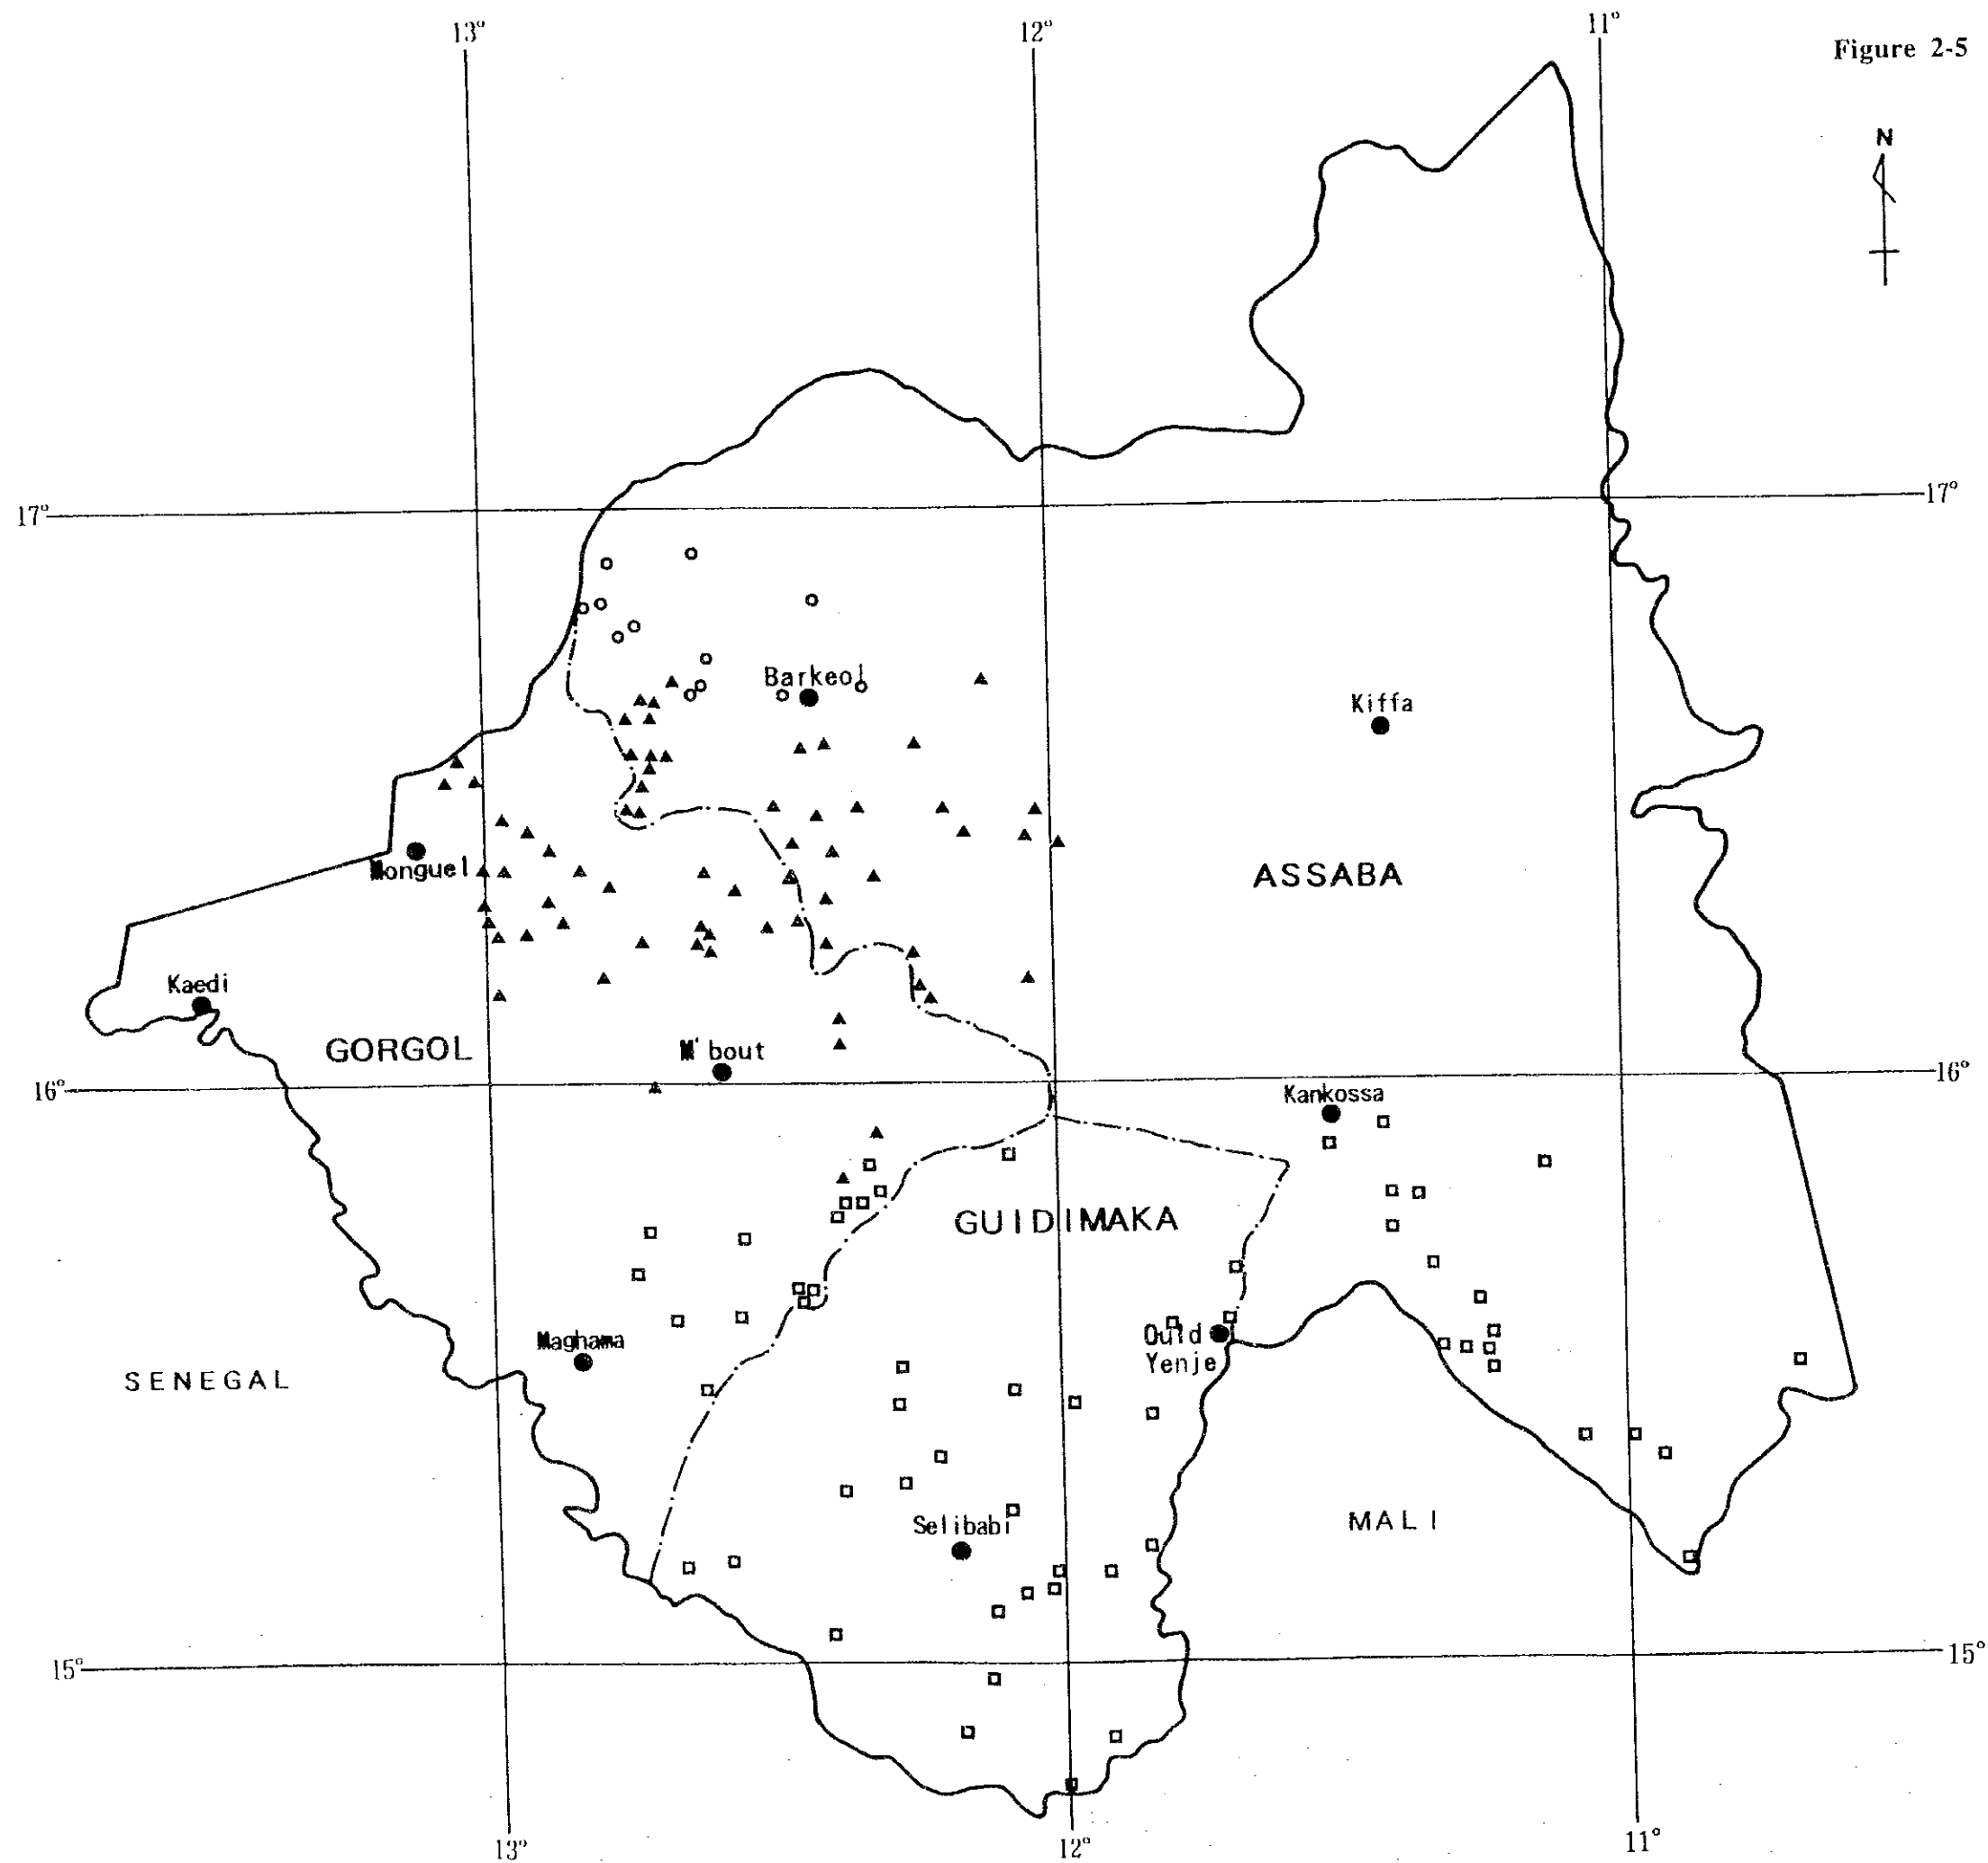 13°
12°
11°
Figure 2-5
N
17°
17°
Barkeol
Kiffa
Monguel
ASSABA
Kaedi
GORGOL
M'bout
16°
16°
Kankossa
GUIDIMAKA
Maghama
Ould
Yenje
SENEGAL
Selibabi
MALI
15°
15°
13°
12°
11°